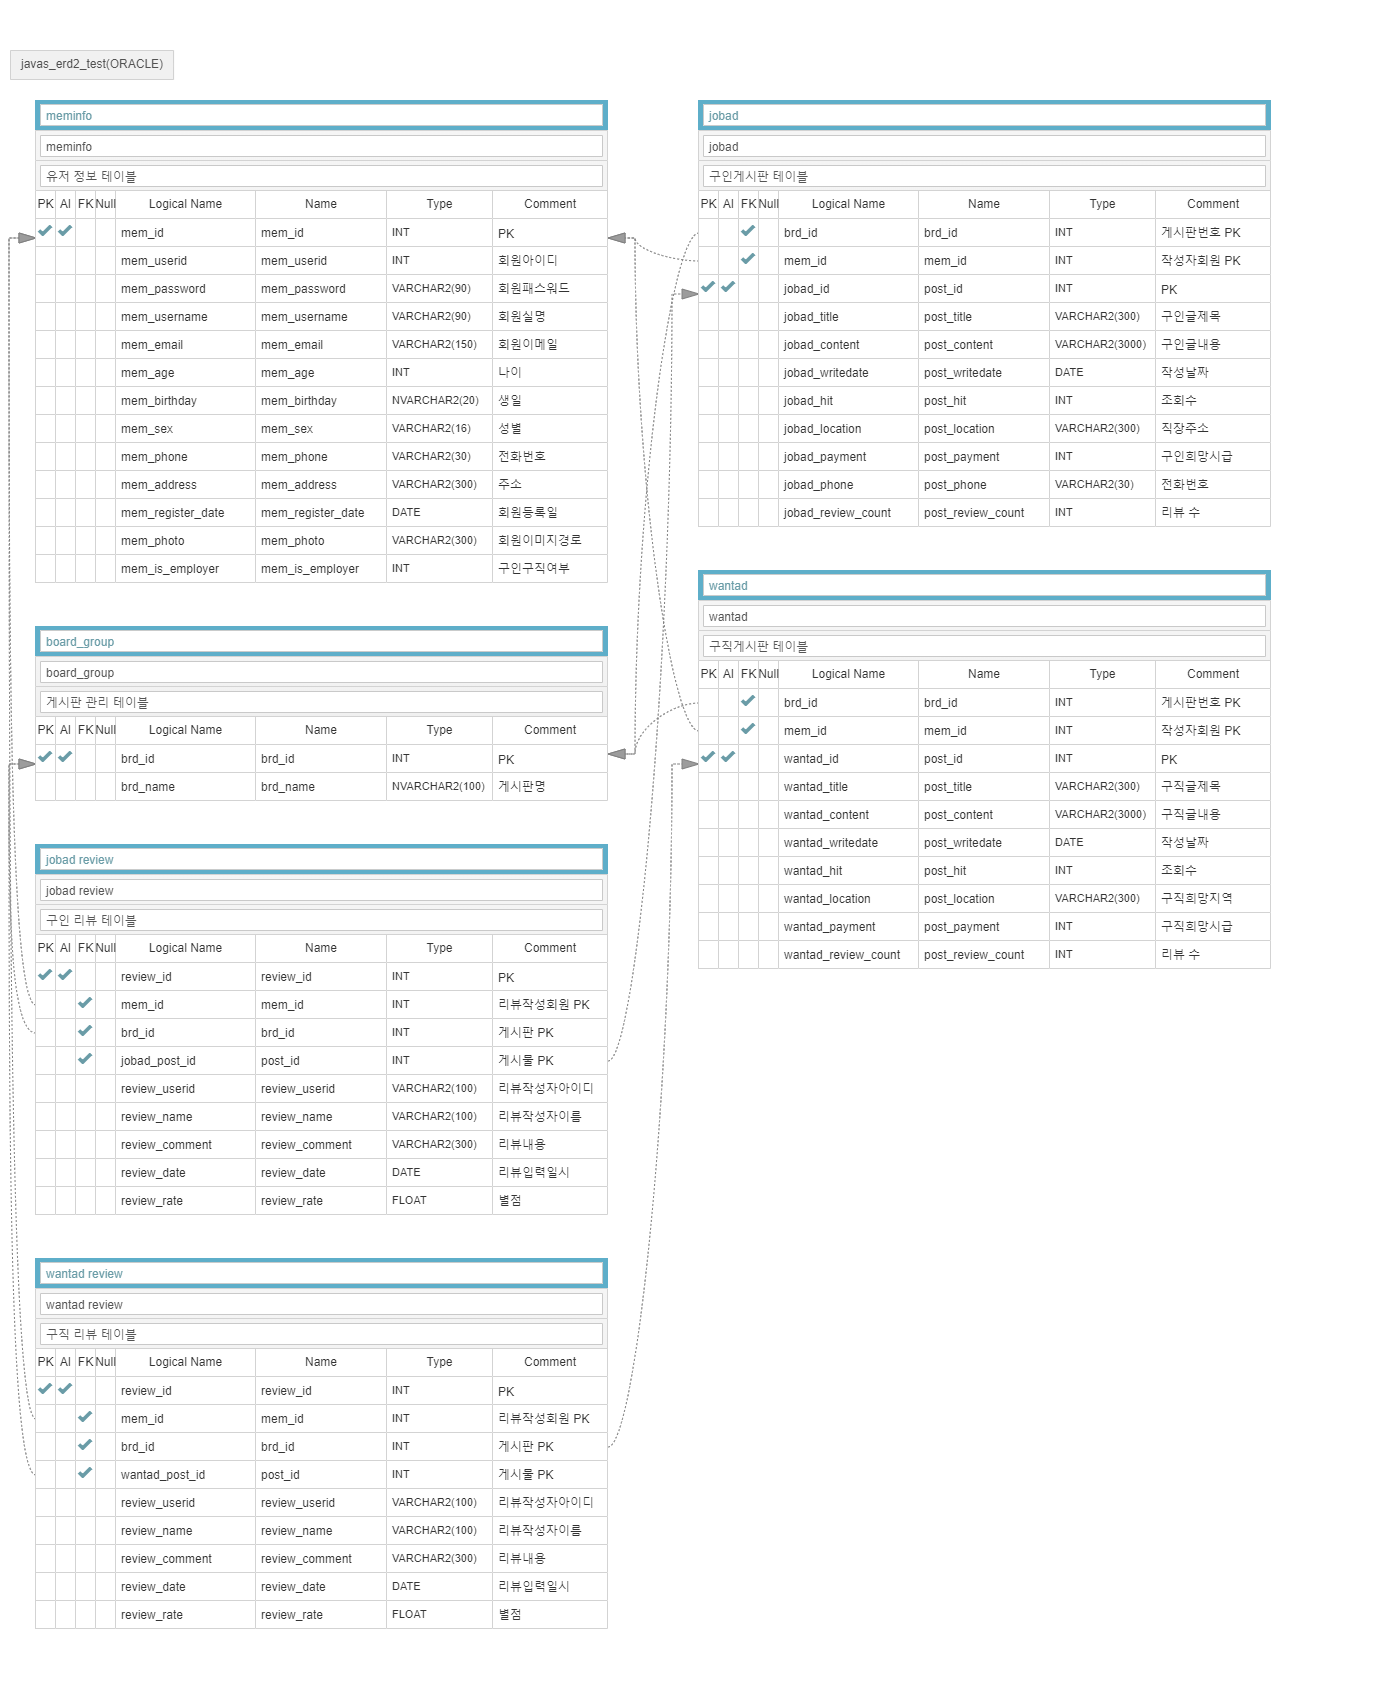 javas_erd2_test(ORACLE)
meminfo
meminfo
유저 정보 테이블
PK AI FK Null Logical Name Name Type Comment
mem_id mem_id INT PK
mem_userid mem_userid INT 회원아이디
mem_password mem_password VARCHAR2(90) 회원패스워드
mem_username mem_username VARCHAR2(90) 회원실명
mem_email mem_email VARCHAR2(150) 회원이메일
mem_age mem_age INT 나이
mem_birthday mem_birthday NVARCHAR2(20) 생일
mem_sex mem_sex VARCHAR2(16) 성별
mem_phone mem_phone VARCHAR2(30) 전화번호
mem_address mem_address VARCHAR2(300) 주소
mem_register_date mem_register_date DATE 회원등록일
mem_photo mem_photo VARCHAR2(300) 회원이미지경로
mem_is_employer mem_is_employer INT 구인구직여부
board_group
board_group
게시판 관리 테이블
PK AI FK Null Logical Name Name Type Comment
brd_id brd_id INT PK
brd_name brd_name NVARCHAR2(100) 게시판명
jobad review
jobad review
구인 리뷰 테이블
PK AI FK Null Logical Name Name Type Comment
review_id review_id INT PK
mem_id mem_id INT 리뷰작성회원 PK
brd_id brd_id INT 게시판 PK
jobad_post_id post_id INT 게시물 PK
review_userid review_userid VARCHAR2(100) 리뷰작성자아이디
review_name review_name VARCHAR2(100) 리뷰작성자이름
review_comment review_comment VARCHAR2(300) 리뷰내용
review_date review_date DATE 리뷰입력일시
review_rate review_rate FLOAT 별점
wantad review
wantad review
구직 리뷰 테이블
PK AI FK Null Logical Name Name Type Comment
review_id review_id INT PK
mem_id mem_id INT 리뷰작성회원 PK
brd_id brd_id INT 게시판 PK
wantad_post_id post_id INT 게시물 PK
review_userid review_userid VARCHAR2(100) 리뷰작성자아이디
review_name review_name VARCHAR2(100) 리뷰작성자이름
review_comment review_comment VARCHAR2(300) 리뷰내용
review_date review_date DATE 리뷰입력일시
review_rate review_rate FLOAT 별점
jobad
jobad
구인게시판 테이블
PK AI FK Null Logical Name Name Type Comment
brd_id brd_id INT 게시판번호 PK
mem_id mem_id INT 작성자회원 PK
jobad_id post_id INT PK
jobad_title post_title VARCHAR2(300) 구인글제목
jobad_content post_content VARCHAR2(3000) 구인글내용
jobad_writedate post_writedate DATE 작성날짜
jobad_hit post_hit INT 조회수
jobad_location post_location VARCHAR2(300) 직장주소
jobad_payment post_payment INT 구인희망시급
jobad_phone post_phone VARCHAR2(30) 전화번호
jobad_review_count post_review_count INT 리뷰 수
wantad
wantad
구직게시판 테이블
PK AI FK Null Logical Name Name Type Comment
brd_id brd_id INT 게시판번호 PK
mem_id mem_id INT 작성자회원 PK
wantad_id post_id INT PK
wantad_title post_title VARCHAR2(300) 구직글제목
wantad_content post_content VARCHAR2(3000) 구직글내용
wantad_writedate post_writedate DATE 작성날짜
wantad_hit post_hit INT 조회수
wantad_location post_location VARCHAR2(300) 구직희망지역
wantad_payment post_payment INT 구직희망시급
wantad_review_count post_review_count INT 리뷰 수